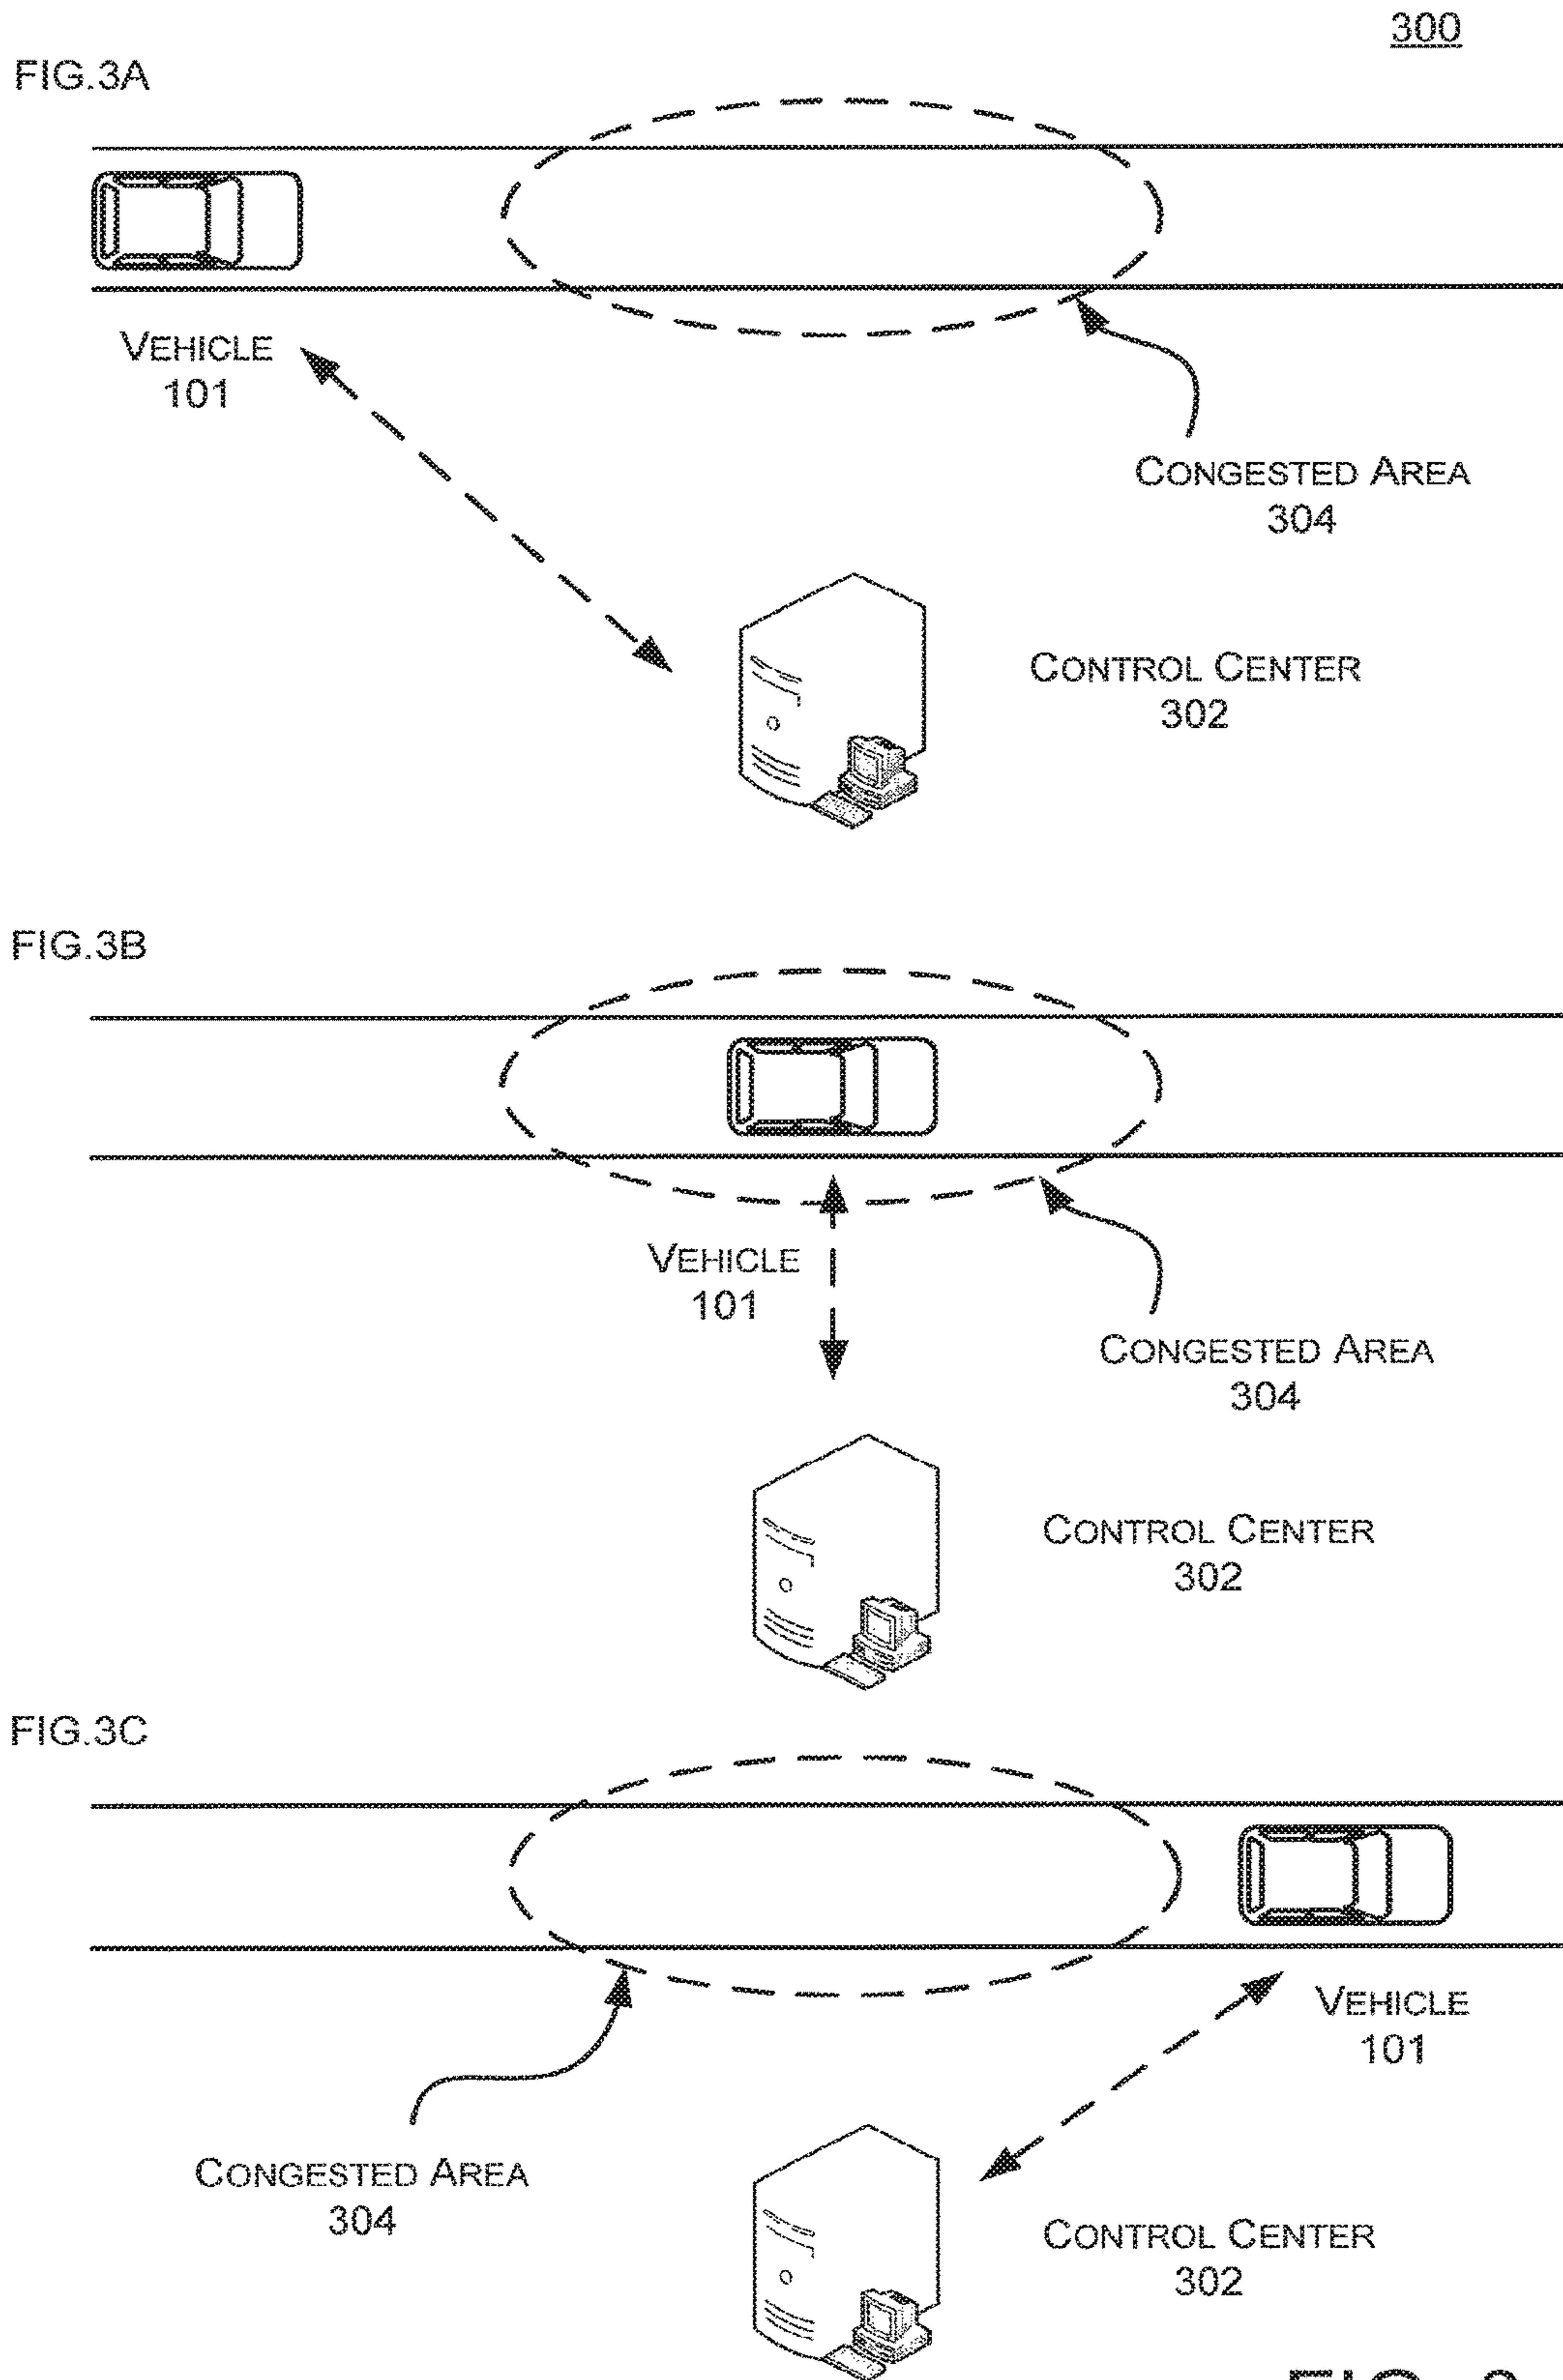 300
FIG.3A
VEHICLE
101
CONGESTED AREA
304
CONTROL CENTER
302
FIG.3B
VEHICLE
101
CONGESTED AREA
304
CONTROL CENTER
302
FIG.3C
VEHICLE
101
CONGESTED AREA
304
CONTROL CENTER
302